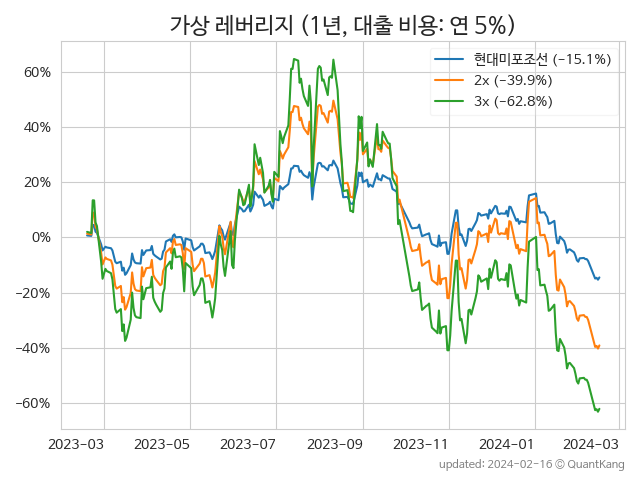 가상 레버리지 (1년, 대출 비용: 연 5%)
현대미포조선 (−15.1%)
2x (−39.9%)
3x (−62.8%)
60%
40%
20%
0%
−20%
−40%
−60%
2023-03 2023-05 2023-07 2023-09 2023-11 2024-01 2024-03
updated: 2024-02-16 © QuantKang